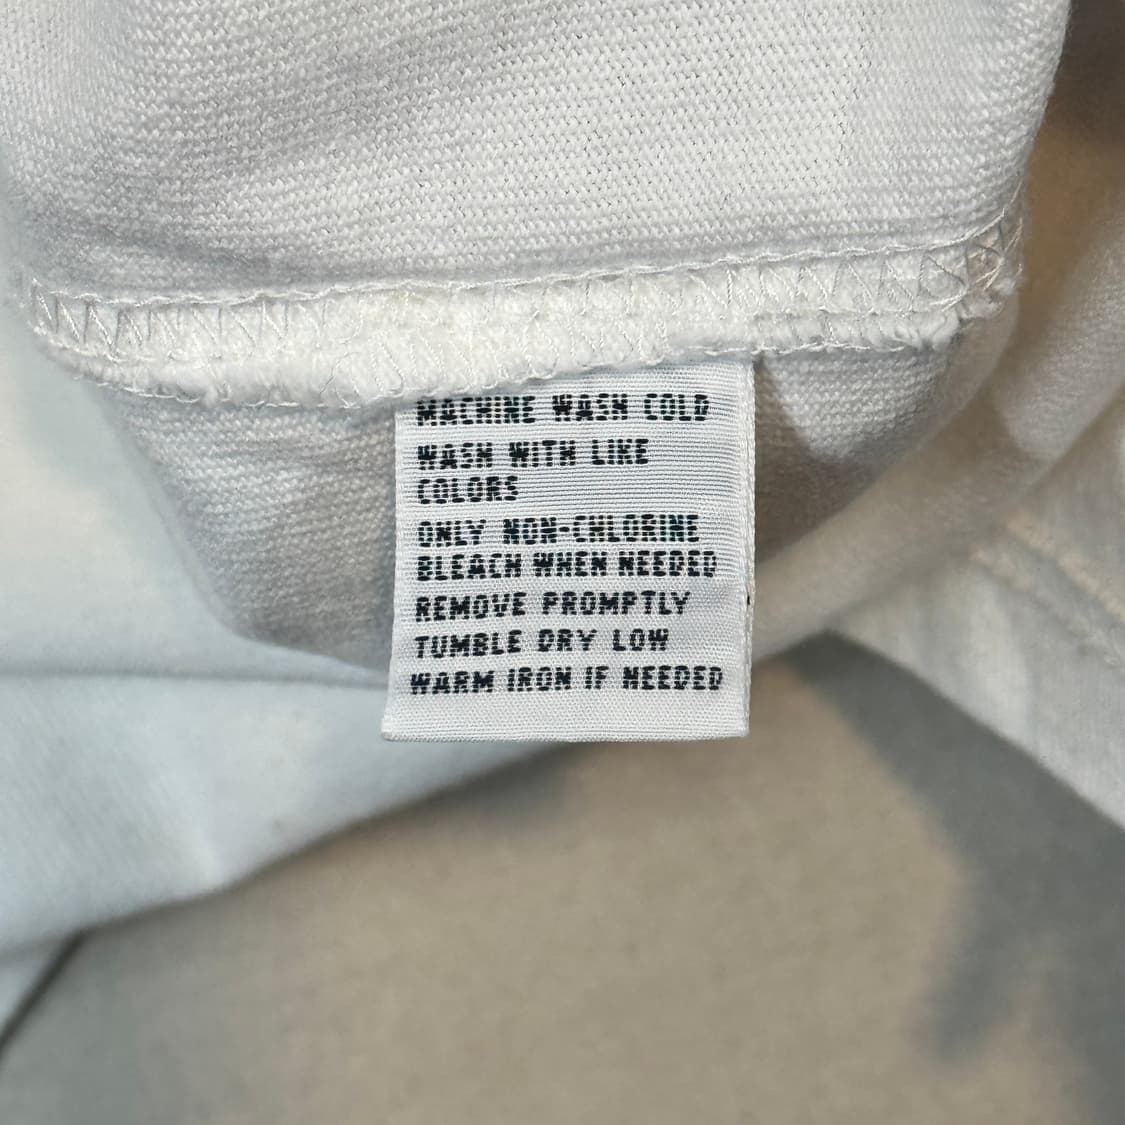 MACHINE WASH COLD
WASH WITH LIKE
COLORS
ONLY NON-CHLORINE
BLEACH WHEN NEEDED
REMOVE PROMPTLY
TUMBLE DRY LOW
WARM IRON IF NEEDED